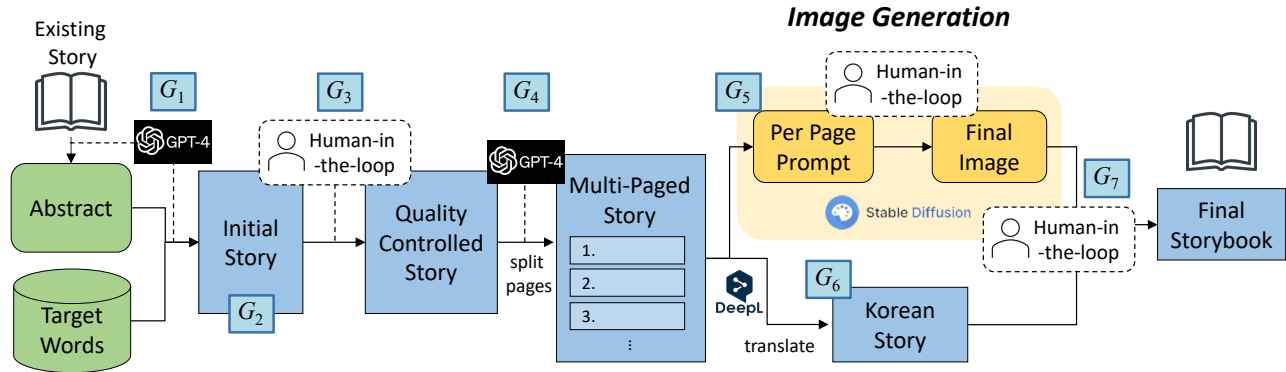 Image Generation
Existing
Story
G1
GPT-4
Abstract
Target
Words
Initial
Story
G2
G3
Human-in
-the-loop
Quality
Controlled
Story
G4
GPT-4
split
pages
Multi-Paged
Story
1.
2.
3.
⋮
G5
Human-in
-the-loop
Per Page
Prompt
Final
Image
Stable Diffusion
DeepL
translate
G6
Korean
Story
G7
Human-in
-the-loop
Final
Storybook